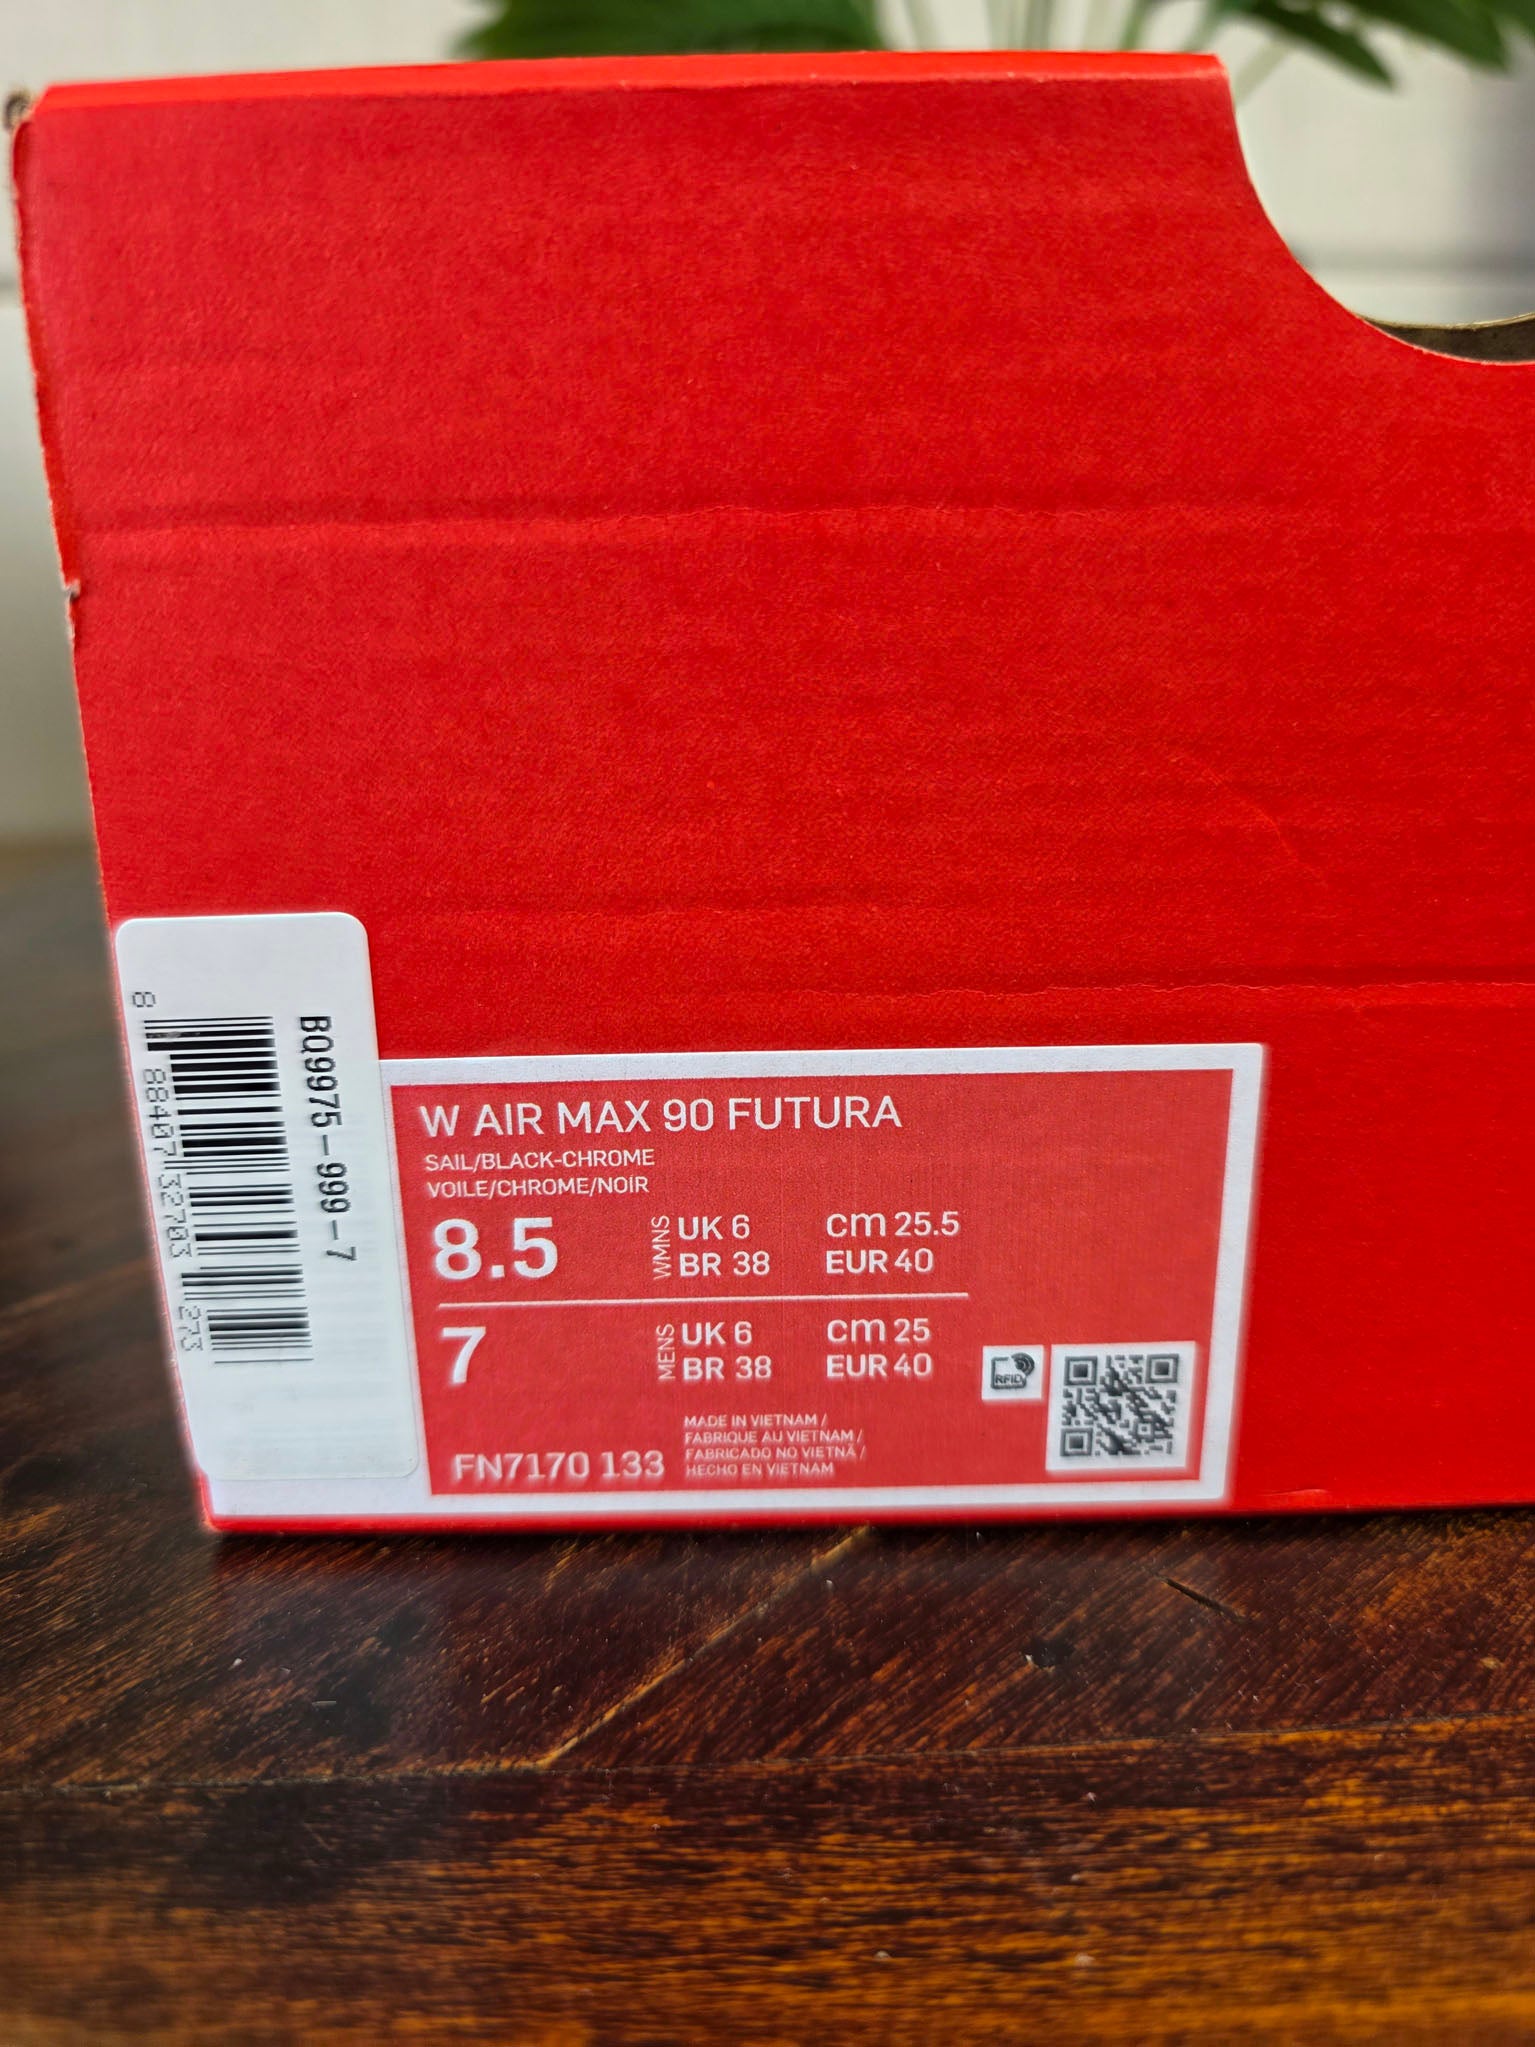 BQ9975-999-7
8 88407 32703 273
W AIR MAX 90 FUTURA
SAIL/BLACK-CHROME
VOILE/CHROME/NOIR
8.5 WMNS UK 6 cm 25.5
BR 38 EUR 40
7 MENS UK 6 cm 25
BR 38 EUR 40
RFID
FN7170 133
MADE IN VIETNAM /
FABRIQUE AU VIETNAM /
FABRICADO NO VIETNÃ /
HECHO EN VIETNAM